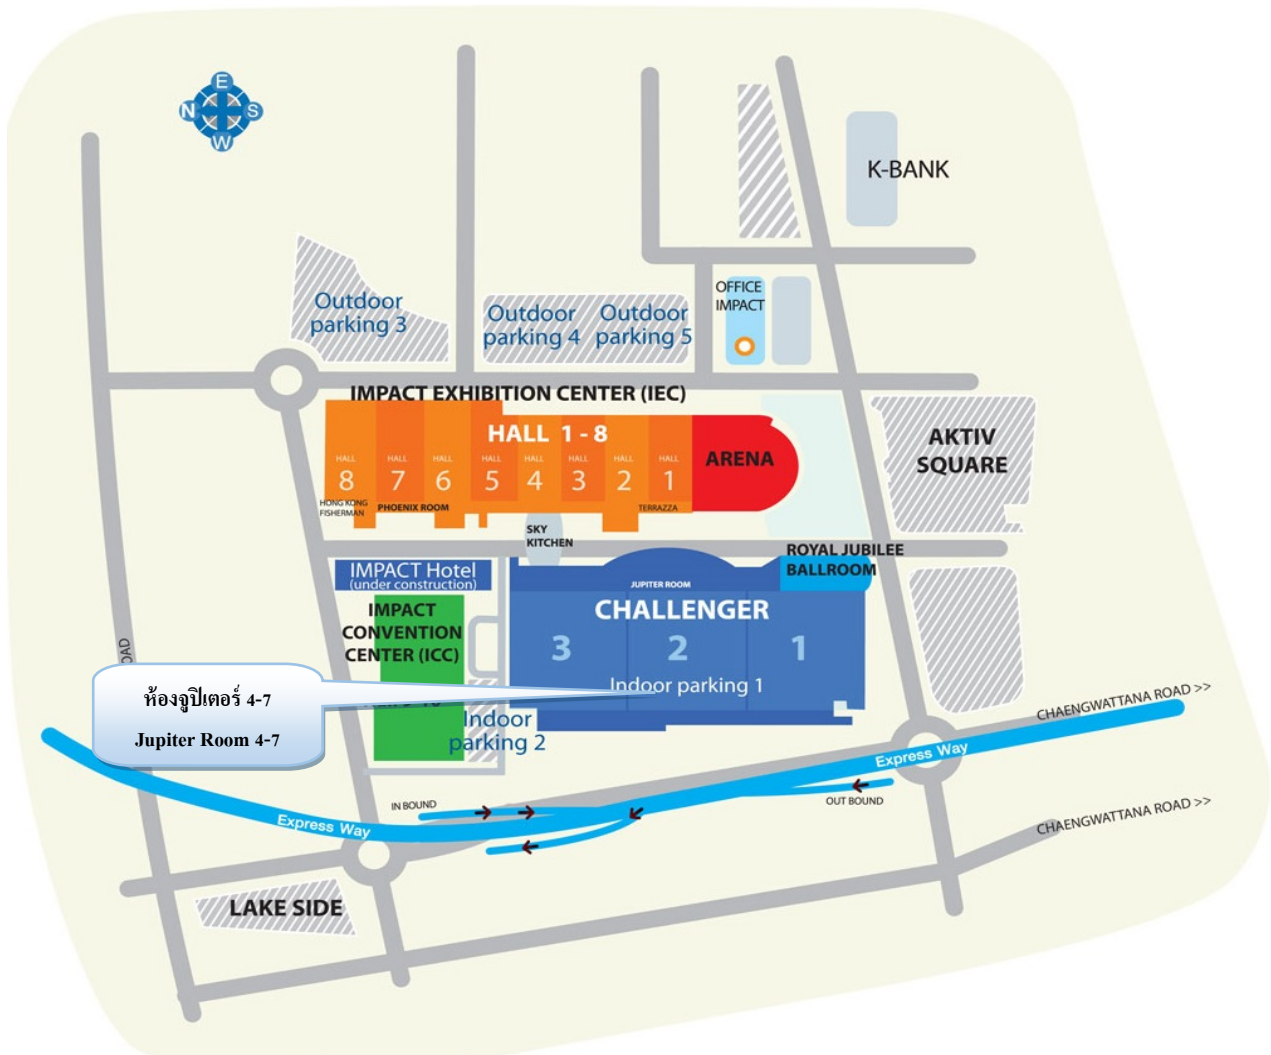 E
N S
W
K-BANK
OFFICE
IMPACT
Outdoor
parking 3
Outdoor
parking 4
Outdoor
parking 5
IMPACT EXHIBITION CENTER (IEC)
HALL 1 - 8
HALL
8
HALL
7
HALL
6
HALL
5
HALL
4
HALL
3
HALL
2
HALL
1
ARENA
AKTIV
SQUARE
HONG KONG
FISHERMAN
PHOENIX ROOM
TERRAZZA
SKY
KITCHEN
ROYAL JUBILEE
BALLROOM
IMPACT Hotel
(under construction)
JUPITER ROOM
CHALLENGER
3 2 1
Indoor parking 1
IMPACT
CONVENTION
CENTER (ICC)
ห้องจูปิเตอร์ 4-7
Jupiter Room 4-7
Indoor
parking 2
CHAENGWATTANA ROAD >>
Express Way
IN BOUND
OUT BOUND
Express Way
CHAENGWATTANA ROAD >>
LAKE SIDE